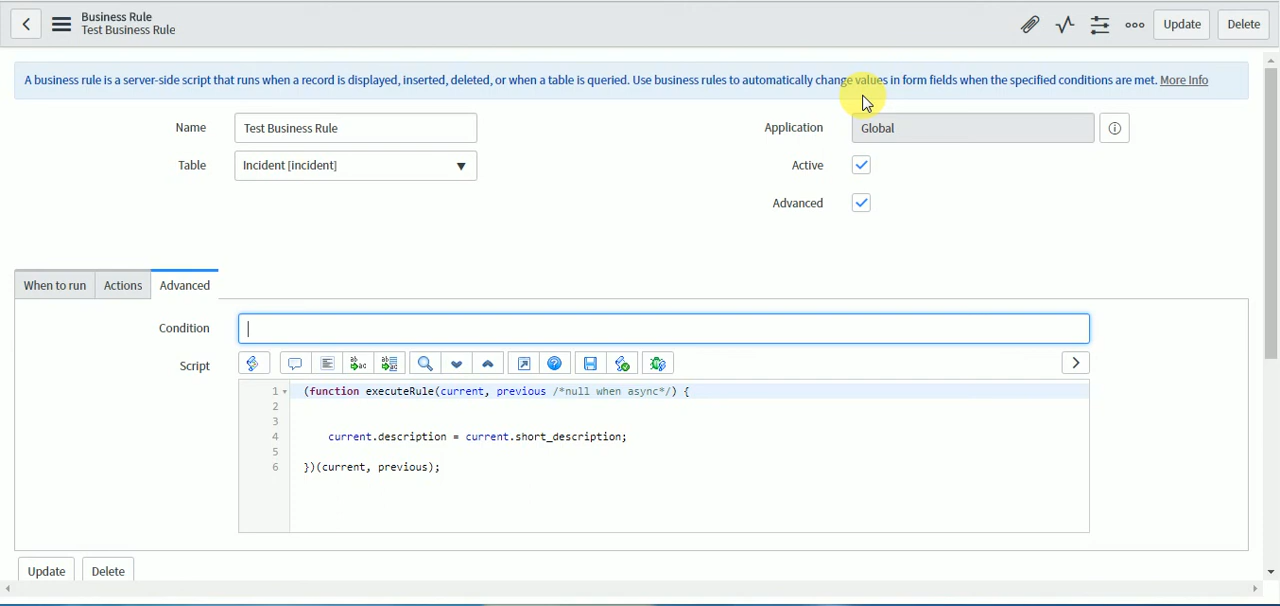 Business Rule
Test Business Rule
Update
Delete
A business rule is a server-side script that runs when a record is displayed, inserted, deleted, or when a table is queried. Use business rules to automatically change values in form fields when the specified conditions are met. More Info
Name
Test Business Rule
Application
Global
Table
Incident [incident]
Active
Advanced
When to run
Actions
Advanced
Condition
Script
1 (function executeRule(current, previous /*null when async*/) {
2
3
4 current.description = current.short_description;
5
6 })(current, previous);
Update
Delete